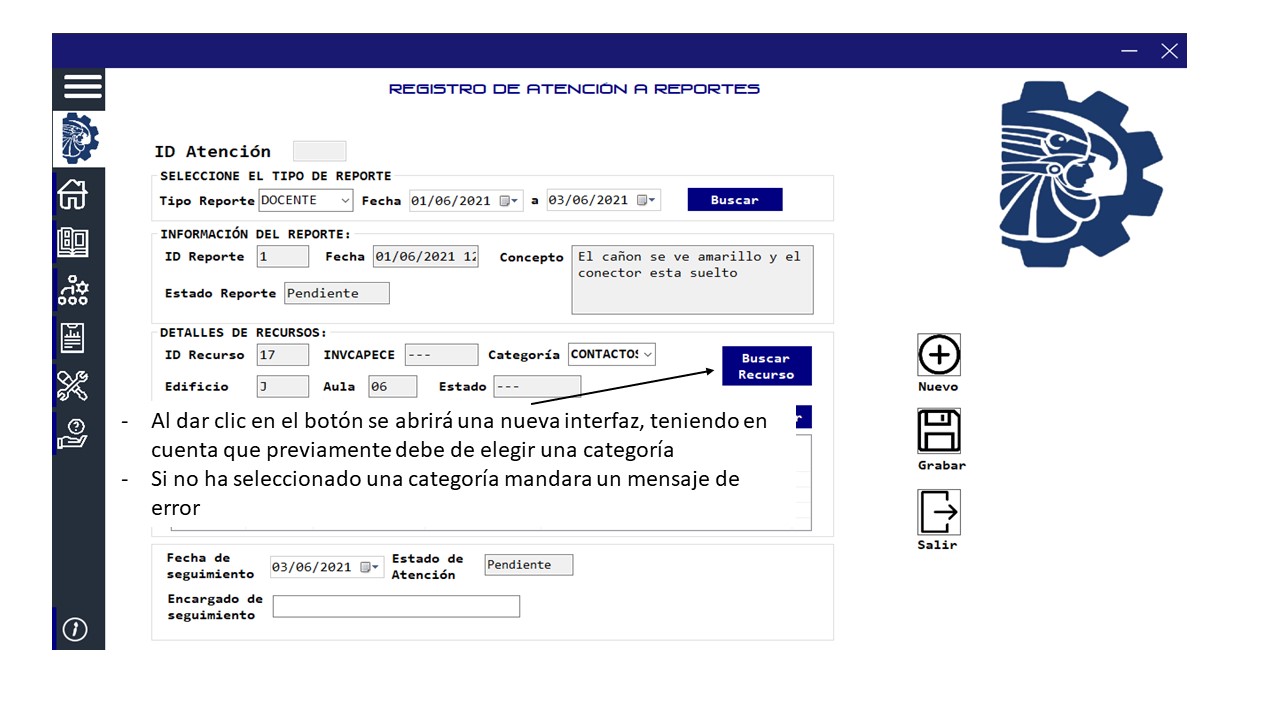 REGISTRO DE ATENCIÓN A REPORTES
ID Atención
SELECCIONE EL TIPO DE REPORTE
Tipo Reporte DOCENTE Fecha 01/06/2021 a 03/06/2021 Buscar
INFORMACIÓN DEL REPORTE:
ID Reporte 1 Fecha 01/06/2021 12 Concepto El cañon se ve amarillo y el
conector esta suelto
Estado Reporte Pendiente
DETALLES DE RECURSOS:
ID Recurso 17 INVCAPECE --- Categoría CONTACTOS
Buscar
Recurso
Edificio J Aula 06 Estado ---
Nuevo
- Al dar clic en el botón se abrirá una nueva interfaz, teniendo en
cuenta que previamente debe de elegir una categoría
- Si no ha seleccionado una categoría mandara un mensaje de
error
Grabar
Salir
Fecha de
seguimiento 03/06/2021
Estado de
Atención Pendiente
Encargado de
seguimiento